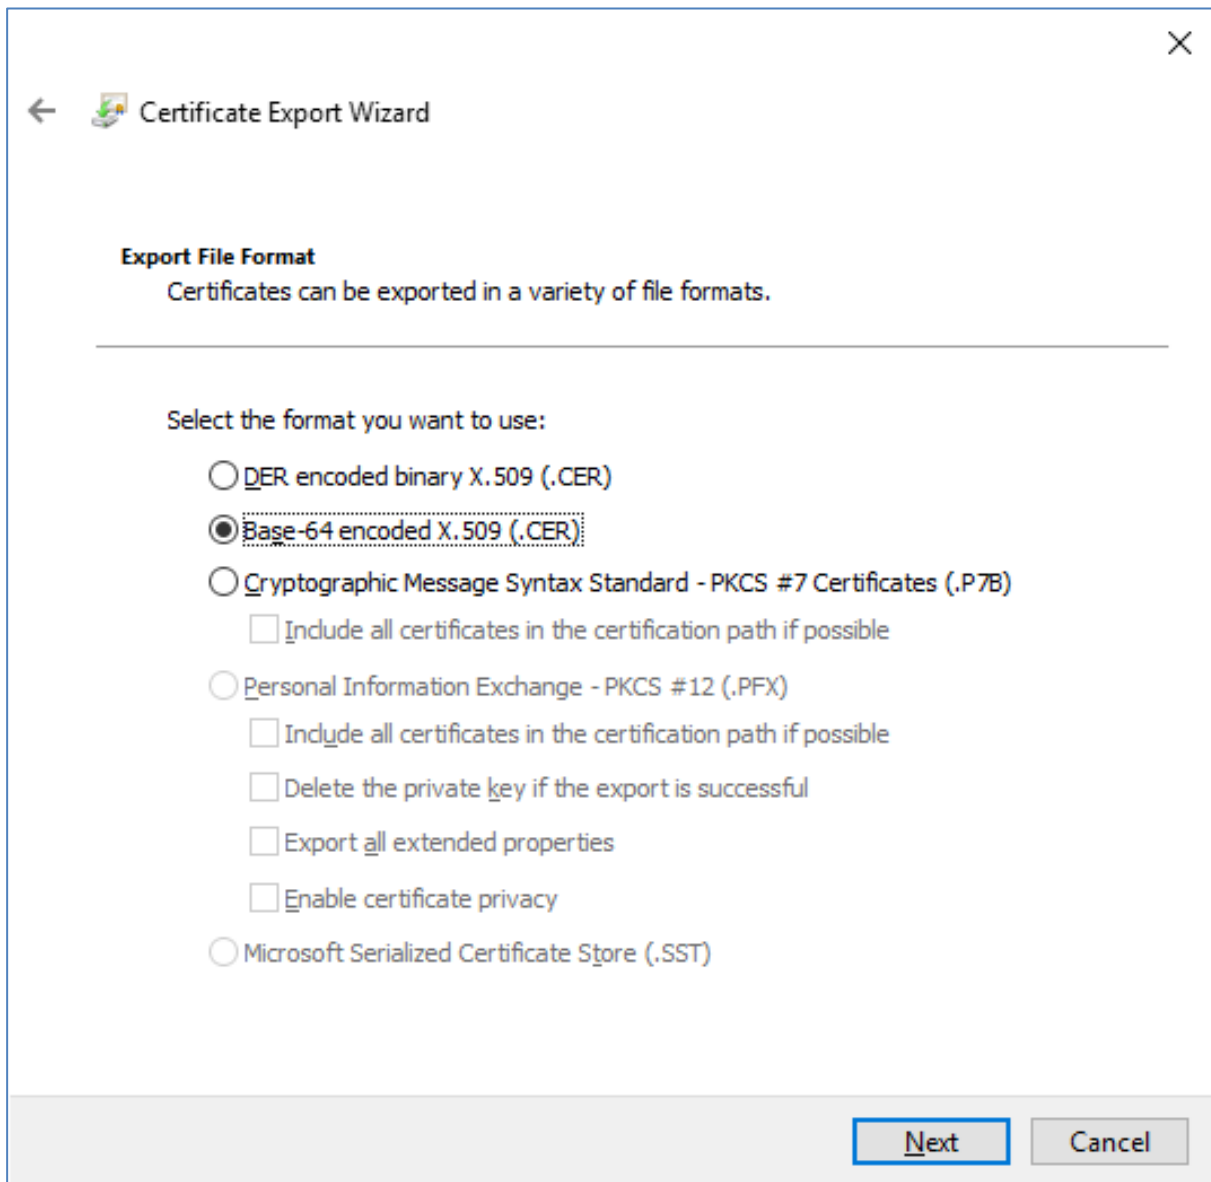 Certificate Export Wizard
Export File Format
Certificates can be exported in a variety of file formats.
Select the format you want to use:
DER encoded binary X.509 (.CER)
Base-64 encoded X.509 (.CER)
Cryptographic Message Syntax Standard - PKCS #7 Certificates (.P7B)
Include all certificates in the certification path if possible
Personal Information Exchange - PKCS #12 (.PFX)
Include all certificates in the certification path if possible
Delete the private key if the export is successful
Export all extended properties
Enable certificate privacy
Microsoft Serialized Certificate Store (.SST)
Next Cancel